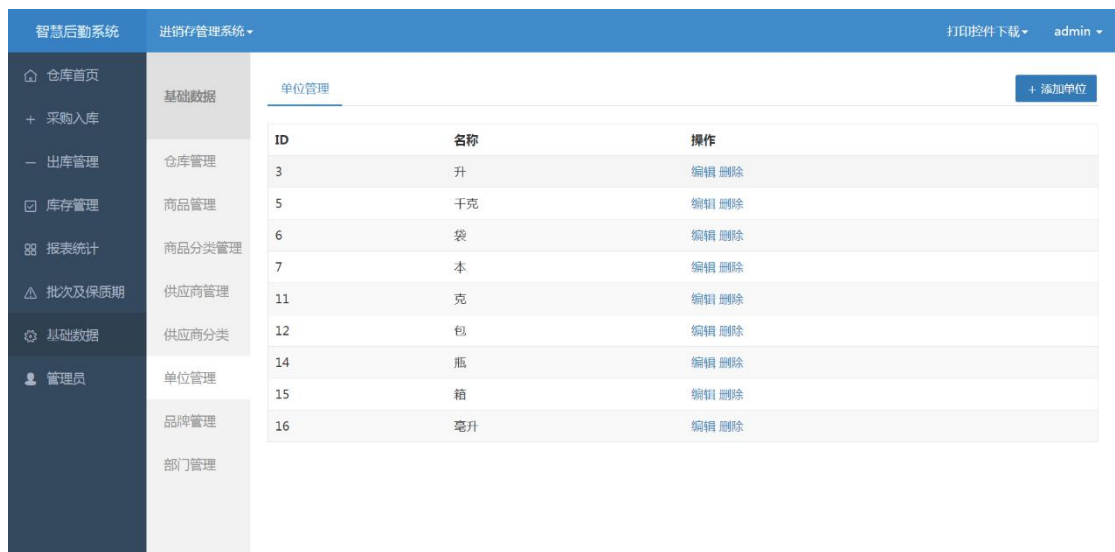 智慧后勤系统 进销存管理系统 打印控件下载 admin
仓库首页
采购入库
出库管理
库存管理
报表统计
批次及保质期
基础数据
管理员
基础数据
仓库管理
商品管理
商品分类管理
供应商管理
供应商分类
单位管理
品牌管理
部门管理
单位管理 + 添加单位
ID 名称 操作
3 升 编辑 删除
5 千克 编辑 删除
6 袋 编辑 删除
7 本 编辑 删除
11 克 编辑 删除
12 包 编辑 删除
14 瓶 编辑 删除
15 箱 编辑 删除
16 毫升 编辑 删除